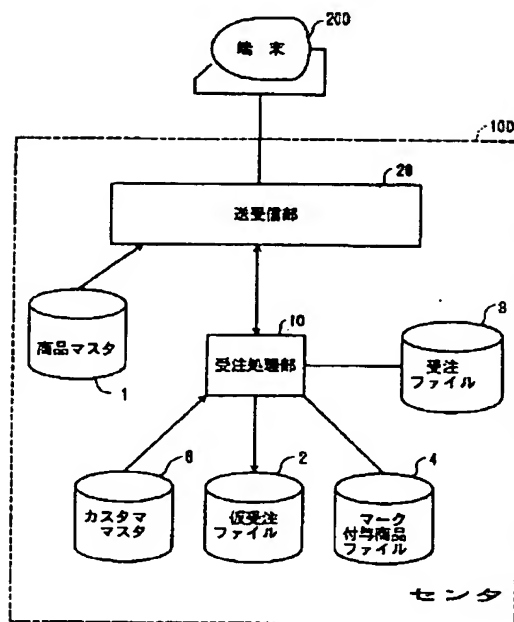 200
端末
100
20
送受信部
商品マスタ
1
10
受注処理部
3
受注
ファイル
6
カスタマ
マスタ
2
仮受注
ファイル
4
マーク
付与商品
ファイル
センタ